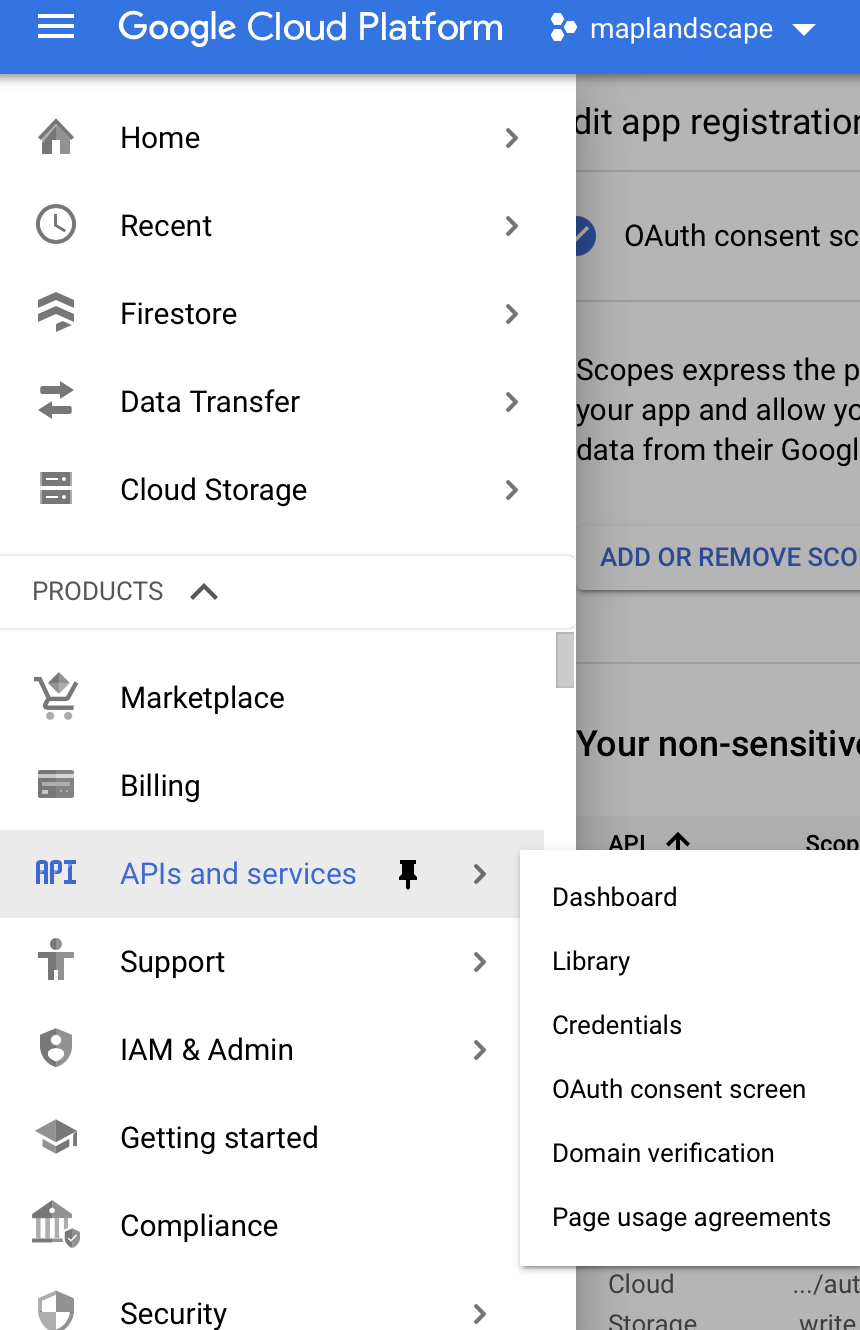 Google Cloud Platform
maplandscape
Home
Recent
Firestore
Data Transfer
Cloud Storage
PRODUCTS
Marketplace
Billing
API APIs and services
Support
IAM & Admin
Getting started
Compliance
Security
dit app registration
OAuth consent sc
Scopes express the p
your app and allow yo
data from their Googl
ADD OR REMOVE SCO
Your non-sensitive
API Scop
Dashboard
Library
Credentials
OAuth consent screen
Domain verification
Page usage agreements
Cloud .../aut
Storage write